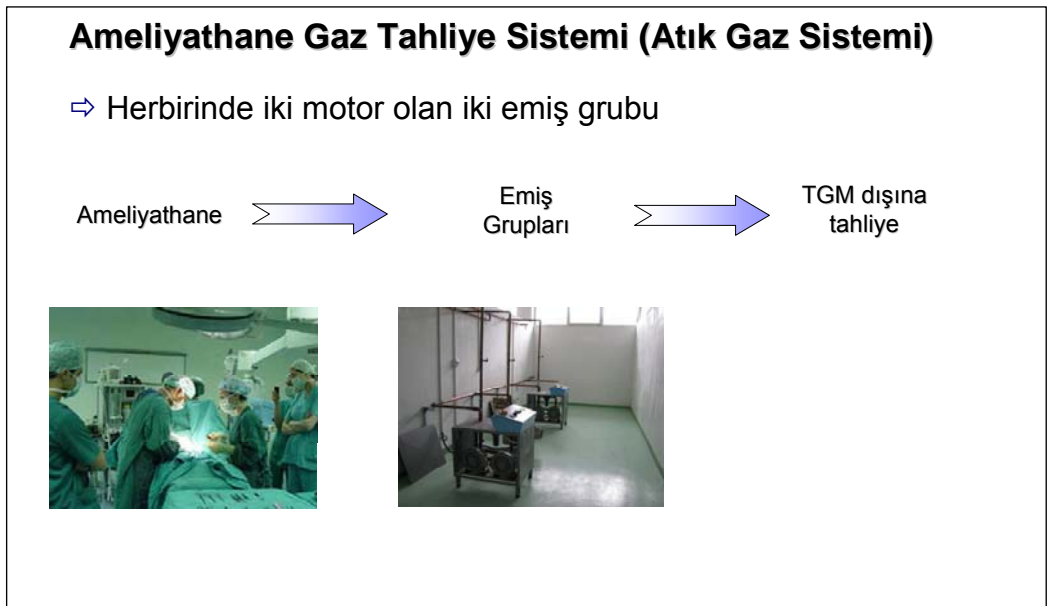 Ameliyathane Gaz Tahliye Sistemi (Atık Gaz Sistemi)
⇨ Herbirinde iki motor olan iki emiş grubu
Ameliyathane
Emiş
Grupları
TGM dışına
tahliye